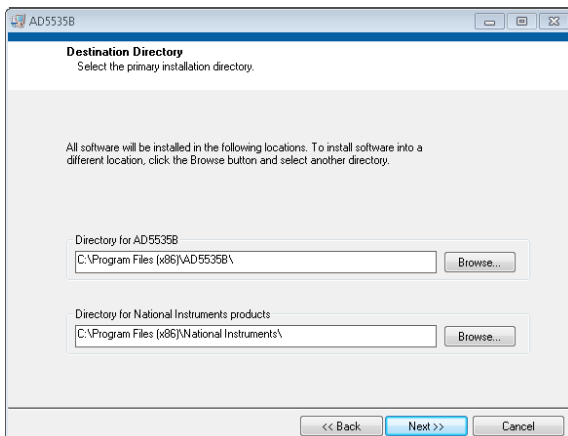 AD5535B
Destination Directory
Select the primary installation directory.
All software will be installed in the following locations. To install software into a
different location, click the Browse button and select another directory.
Directory for AD5535B
C:\Program Files (x86)\AD5535B\
Browse...
Directory for National Instruments products
C:\Program Files (x86)\National Instruments\
Browse...
<< Back
Next >>
Cancel